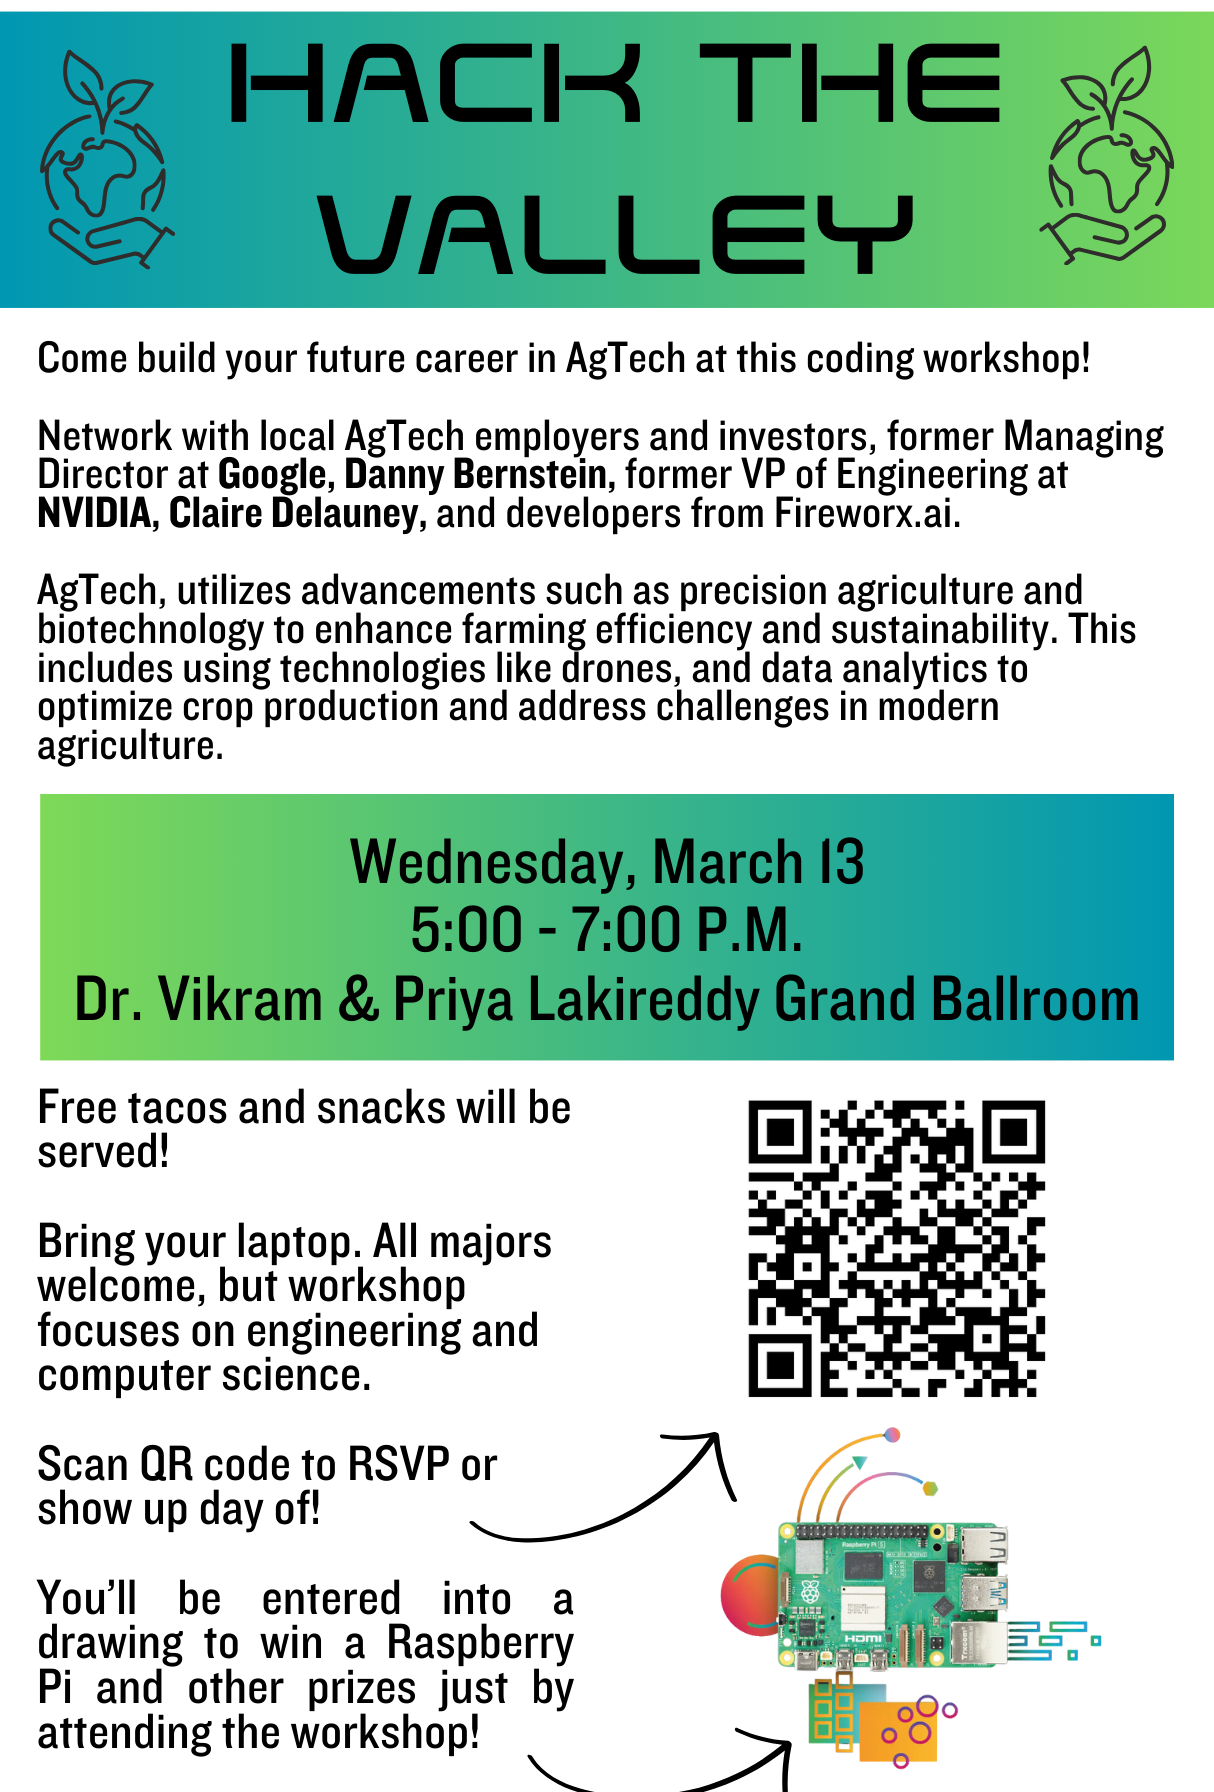 HACK THE
VALLEY
Come build your future career in AgTech at this coding workshop!
Network with local AgTech employers and investors, former Managing
Director at Google, Danny Bernstein, former VP of Engineering at
NVIDIA, Claire Delauney, and developers from Fireworx.ai.
AgTech, utilizes advancements such as precision agriculture and
biotechnology to enhance farming efficiency and sustainability. This
includes using technologies like drones, and data analytics to
optimize crop production and address challenges in modern
agriculture.
Wednesday, March 13
5:00 - 7:00 P.M.
Dr. Vikram & Priya Lakireddy Grand Ballroom
Free tacos and snacks will be
served!
Bring your laptop. All majors
welcome, but workshop
focuses on engineering and
computer science.
Scan QR code to RSVP or
show up day of!
You'll be entered into a
drawing to win a Raspberry
Pi and other prizes just by
attending the workshop!
Raspberry Pi 5
HDMI